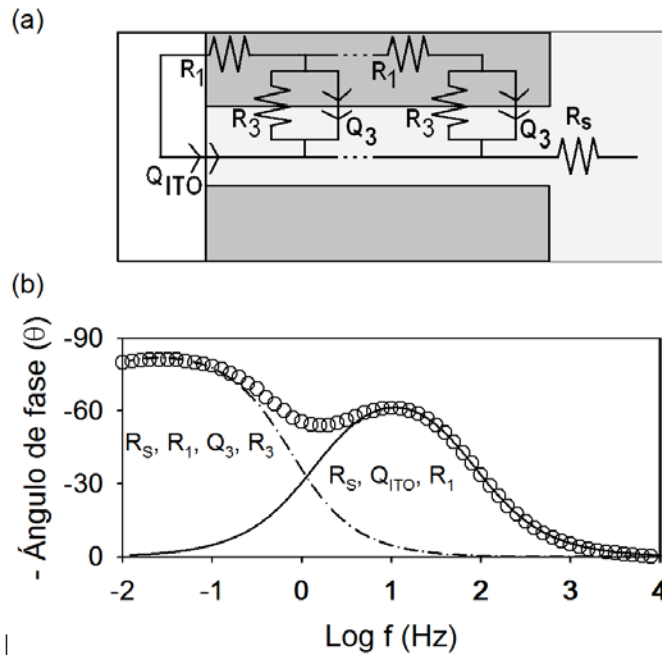 (a)
R1 R1
R3 Q3 R3 Q3 Rs
QITO
(b)
- Ángulo de fase (θ)
-90
-60
-30
0
RS, R1, Q3, R3
RS, QITO, R1
-2 -1 0 1 2 3 4
Log f (Hz)